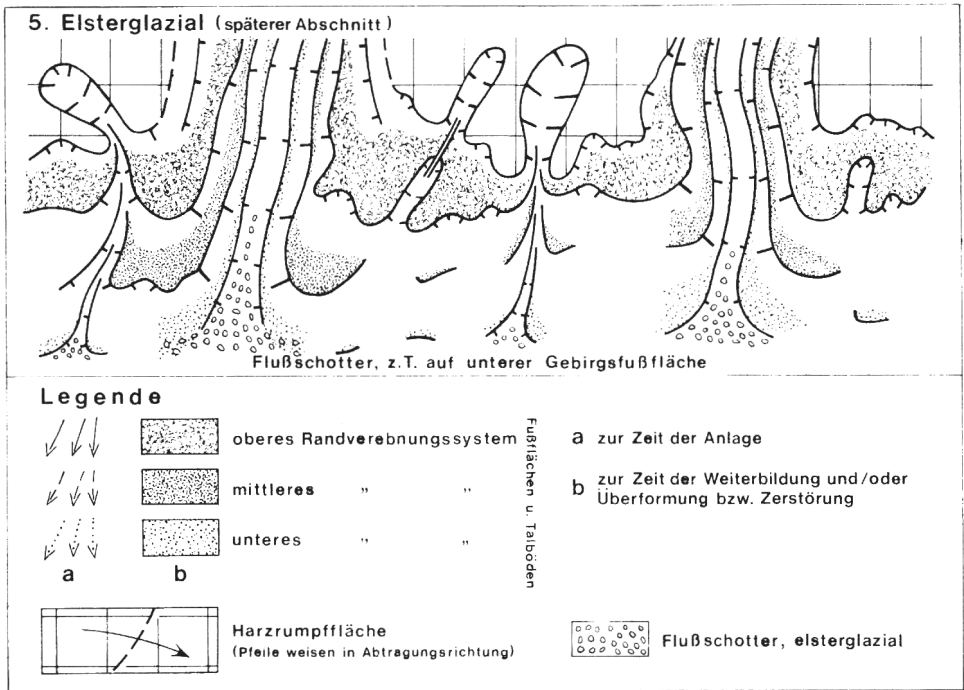 5. Elsterglazial (späterer Abschnitt)
Flußschotter, z.T. auf unterer Gebirgsfußfläche
Legende
oberes Randverebnungssystem
mittleres " "
unteres " "
a b
Fußflächen u. Talböden
a zur Zeit der Anlage
b zur Zeit der Weiterbildung und/oder
Überformung bzw. Zerstörung
Harzrumpffläche
(Pfeile weisen in Abtragungsrichtung)
Flußschotter, elsterglazial